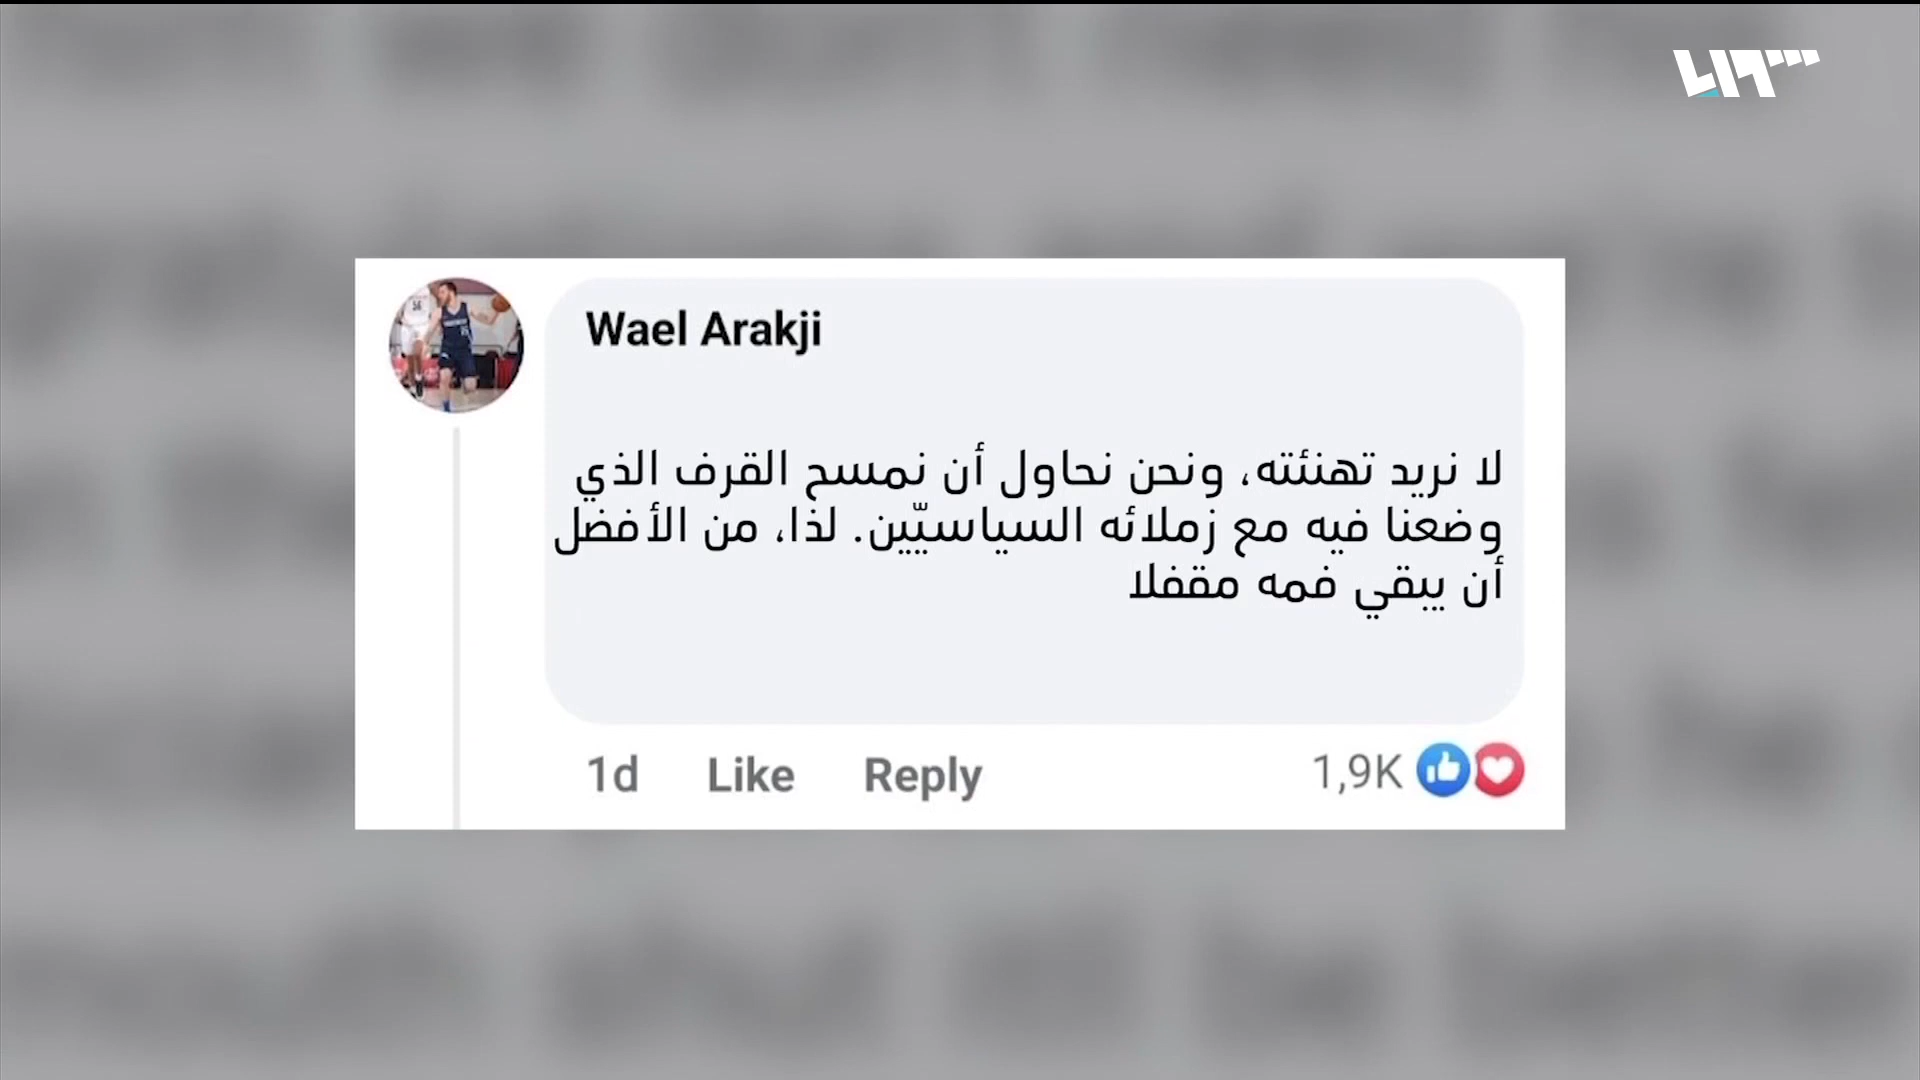 Wael Arakji
لا نريد تهنئته، ونحن نحاول أن نمسح القرف الذي
وضعنا فيه مع زملائه السياسيّين. لذا، من الأفضل
أن يبقي فمه مقفلا
1d Like Reply 1,9K